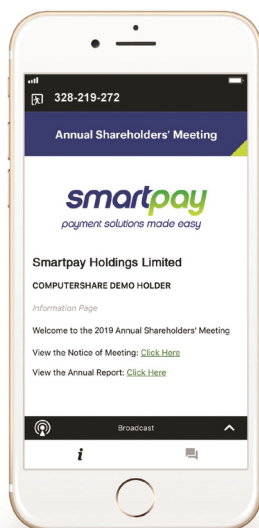 328-219-272
Annual Shareholders' Meeting
smartpay
payment solutions made easy
Smartpay Holdings Limited
COMPUTERSHARE DEMO HOLDER
Information Page
Welcome to the 2019 Annual Shareholders' Meeting
View the Notice of Meeting: Click Here
View the Annual Report: Click Here
Broadcast
i